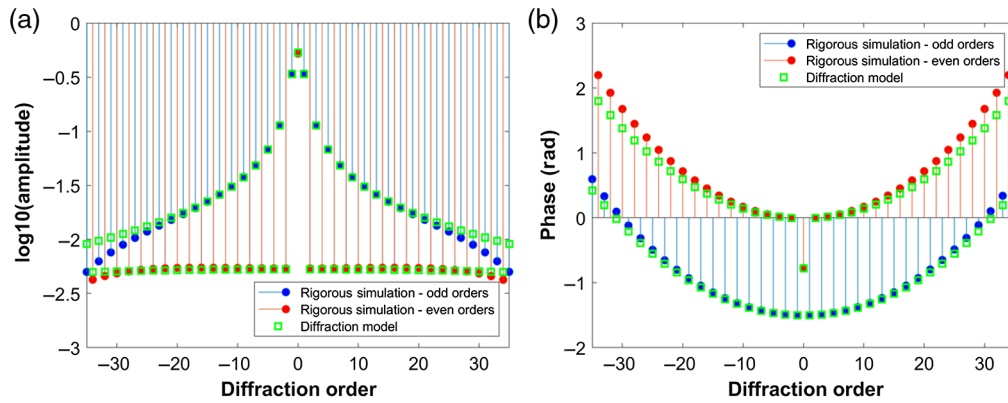 (a)
0
−0.5
−1
−1.5
−2
−2.5
−3
log10(amplitude)
Rigorous simulation - odd orders
Rigorous simulation - even orders
Diffraction model
−30 −20 −10 0 10 20 30
Diffraction order
(b)
3
2
1
0
−1
−2
Phase (rad)
Rigorous simulation - odd orders
Rigorous simulation - even orders
Diffraction model
−30 −20 −10 0 10 20 30
Diffraction order